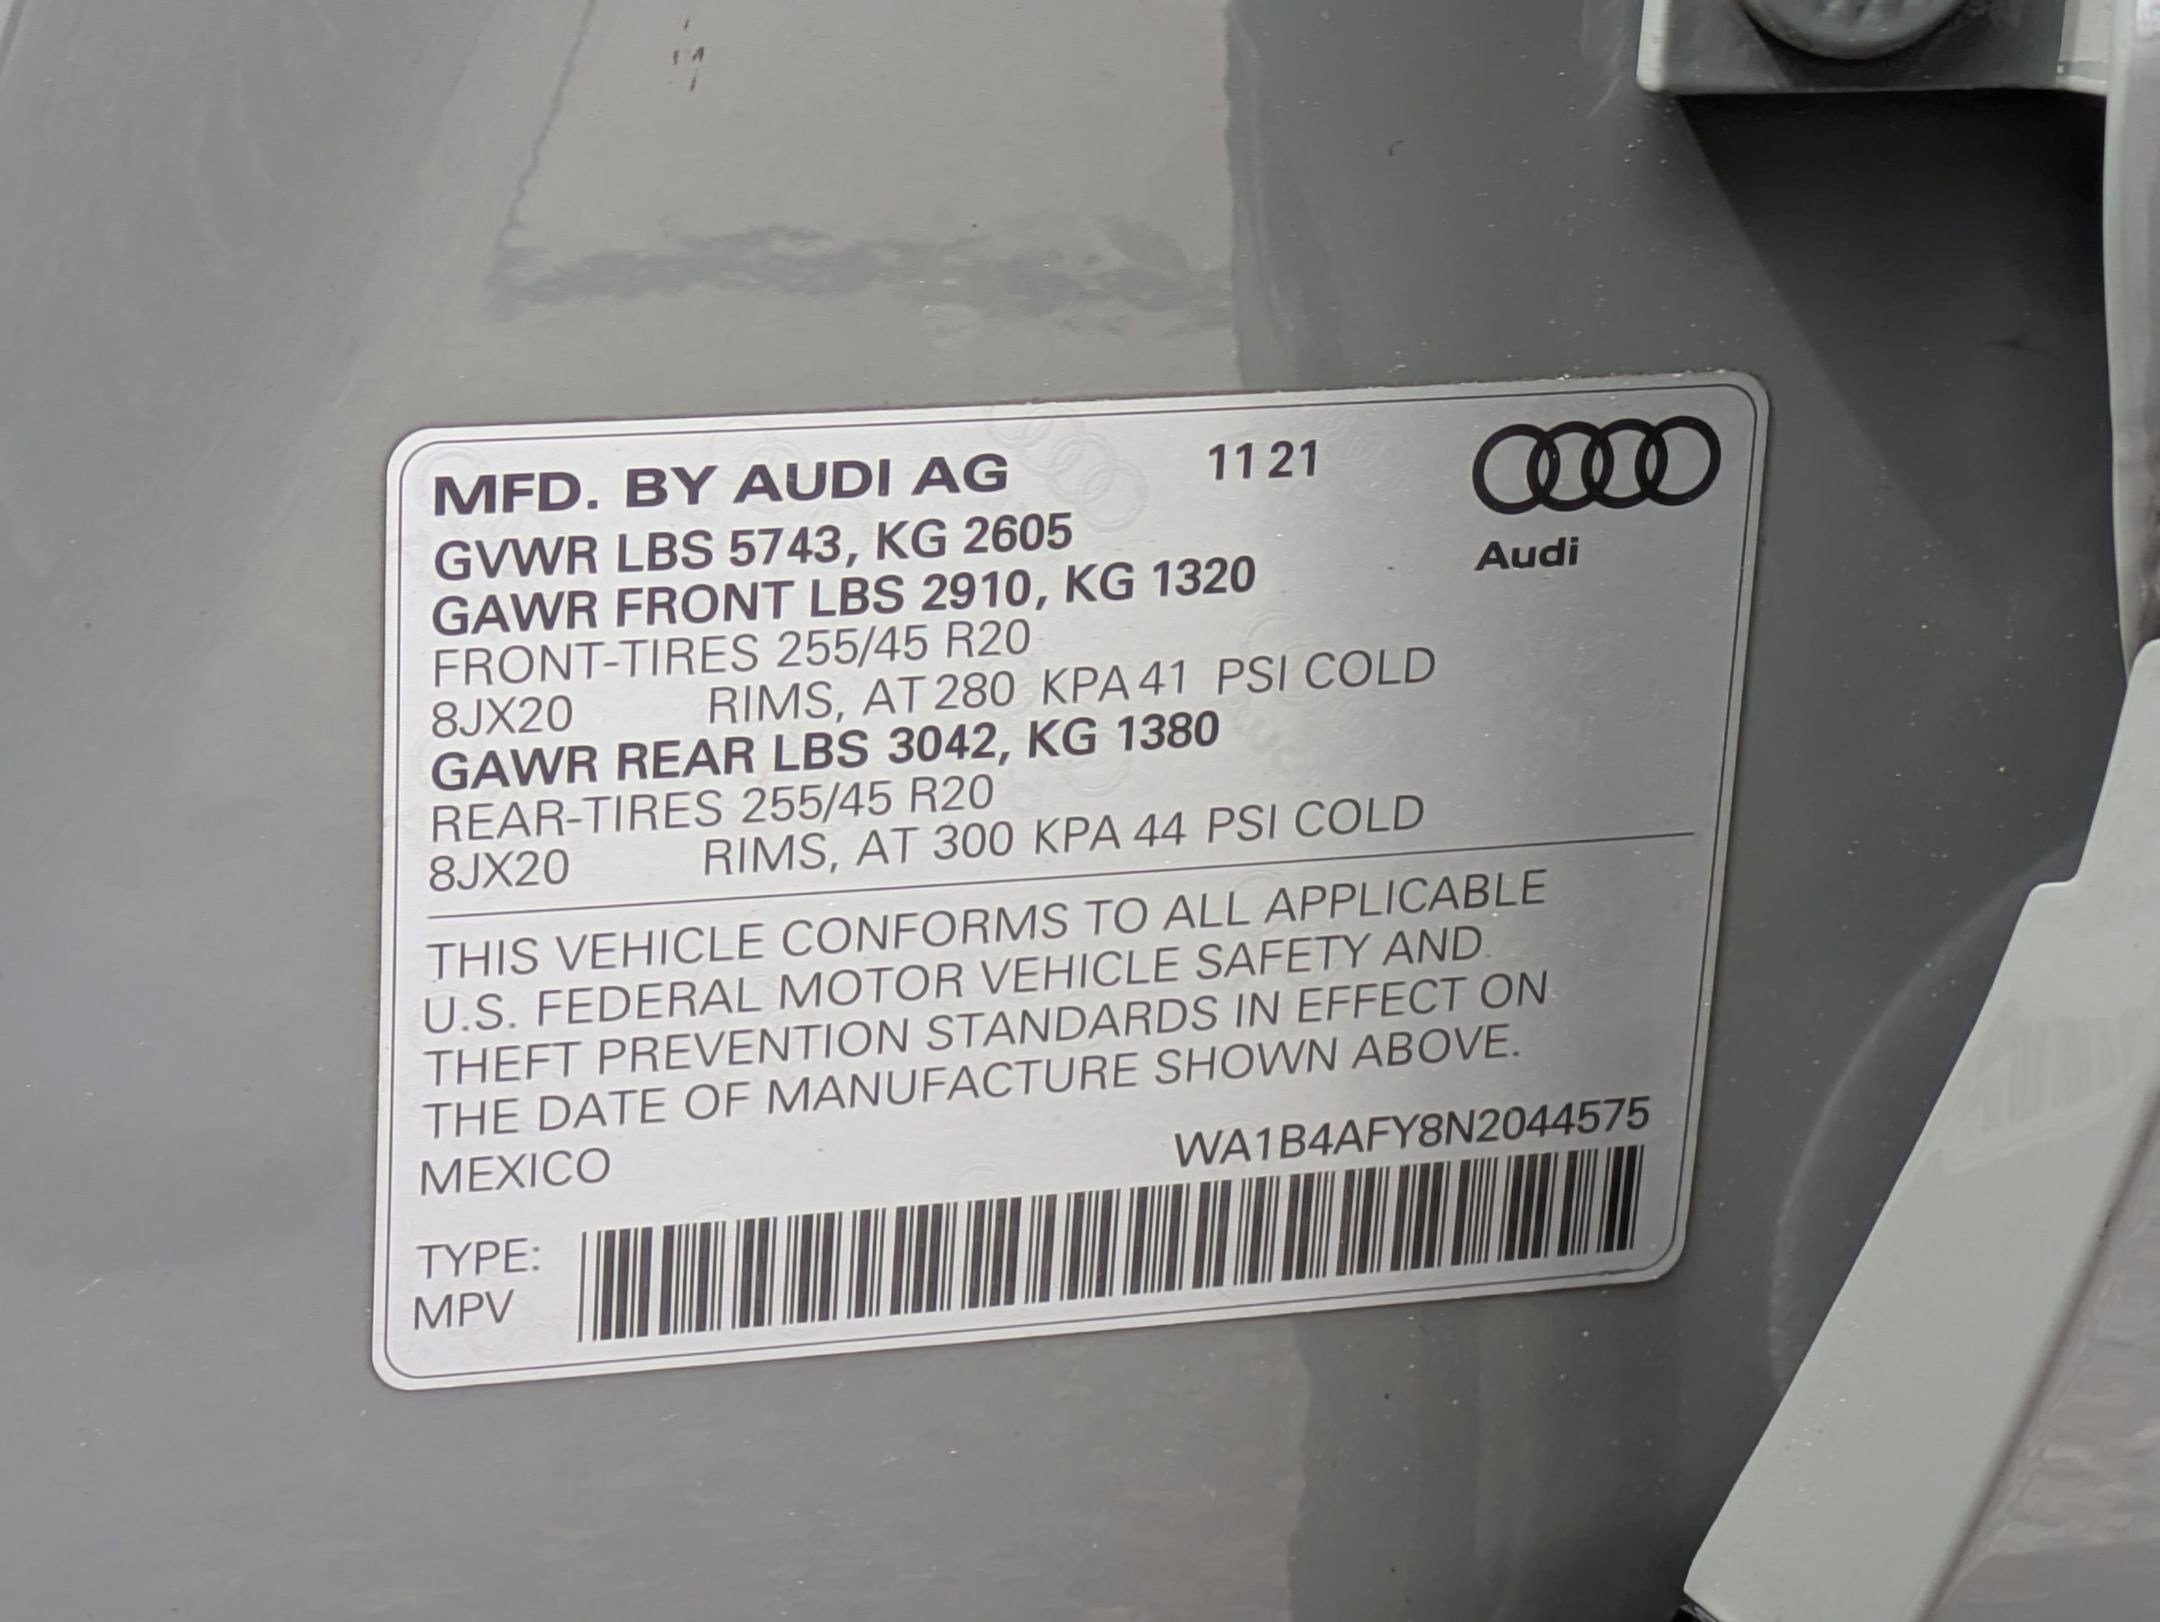 MFD. BY AUDI AG 11 21
Audi
GVWR LBS 5743, KG 2605
GAWR FRONT LBS 2910, KG 1320
FRONT-TIRES 255/45 R20
8JX20 RIMS, AT 280 KPA 41 PSI COLD
GAWR REAR LBS 3042, KG 1380
REAR-TIRES 255/45 R20
8JX20 RIMS, AT 300 KPA 44 PSI COLD
THIS VEHICLE CONFORMS TO ALL APPLICABLE
U.S. FEDERAL MOTOR VEHICLE SAFETY AND
THEFT PREVENTION STANDARDS IN EFFECT ON
THE DATE OF MANUFACTURE SHOWN ABOVE.
MEXICO WA1B4AFY8N2044575
TYPE:
MPV